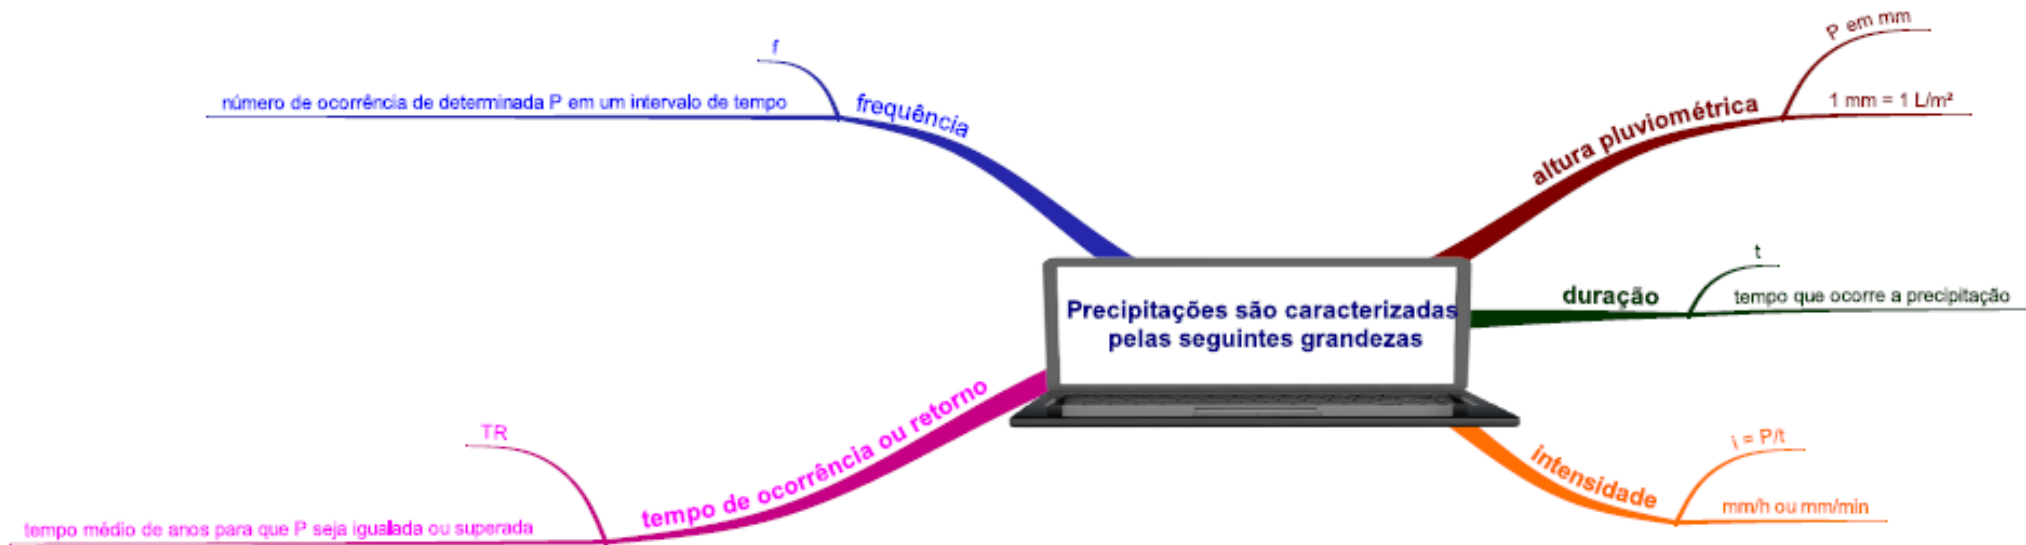 Precipitações são caracterizadas
pelas seguintes grandezas
altura pluviométrica
P em mm
1 mm = 1 L/m²
duração
t
tempo que ocorre a precipitação
intensidade
i = P/t
mm/h ou mm/min
tempo de ocorrência ou retorno
TR
tempo médio de anos para que P seja igualada ou superada
frequência
f
número de ocorrência de determinada P em um intervalo de tempo